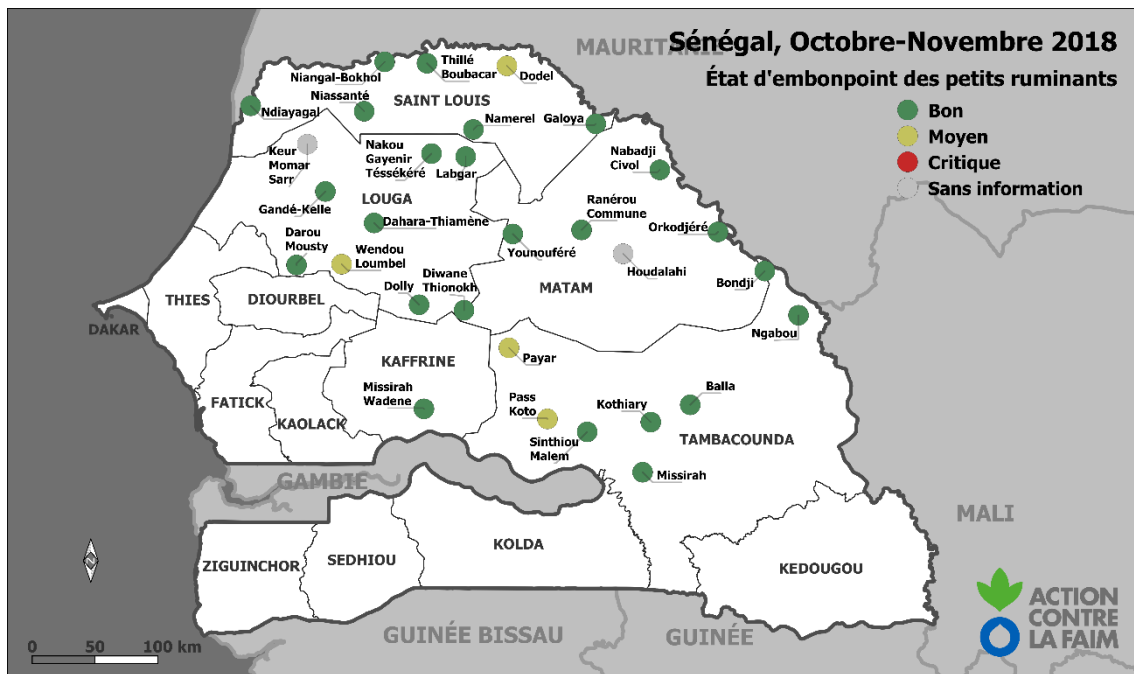 MAURITANIE
Sénégal, Octobre-Novembre 2018
État d'embonpoint des petits ruminants
Bon
Moyen
Critique
Sans information
Niangal-Bokhol
Thillé
Boubacar
Dodel
Niassanté
SAINT LOUIS
Ndiayagal
Namerel
Galoya
Keur
Momar
Sarr
Nakou
Gayenir
Téssékéré
Labgar
Nabadji
Civol
Gandé-Kelle
LOUGA
Ranérou
Commune
Dahara-Thiamène
Orkodjéré
Darou
Mousty
Wendou
Loumbel
Younouféré
Houdalahi
Diwane
Thionokh
Bondji
Dolly
MATAM
THIES
DIOURBEL
DAKAR
Ngabou
KAFFRINE
Payar
Missirah
Wadene
Pass
Koto
Kothiary
Balla
FATICK
KAOLACK
Sinthiou
Malem
TAMBACOUNDA
Missirah
GAMBIE
MALI
ZIGUINCHOR
SEDHIOU
KOLDA
KEDOUGOU
N
GUINÉE BISSAU
GUINÉE
ACTION
CONTRE
LA FAIM
0 50 100 km